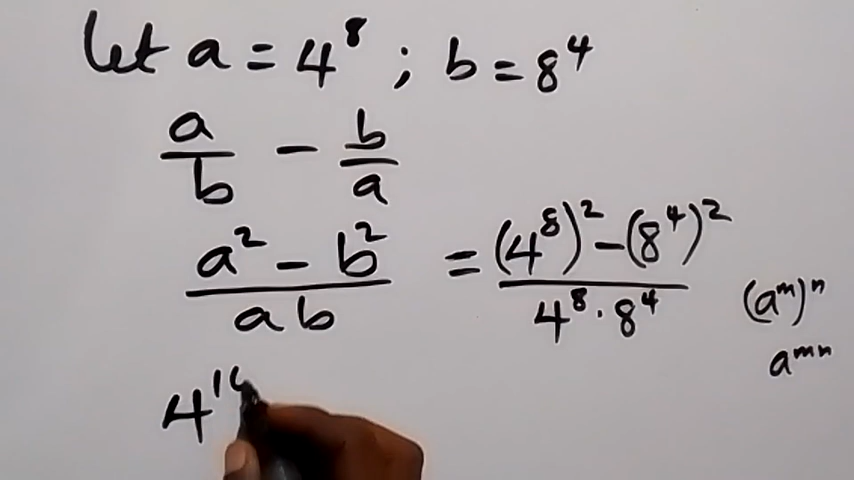 let a = 4⁸ ; b = 8⁴
a/b - b/a
(a² - b²)/(ab) = ((4⁸)² - (8⁴)²)/(4⁸ · 8⁴)
(aᵐ)ⁿ
aᵐⁿ
4¹